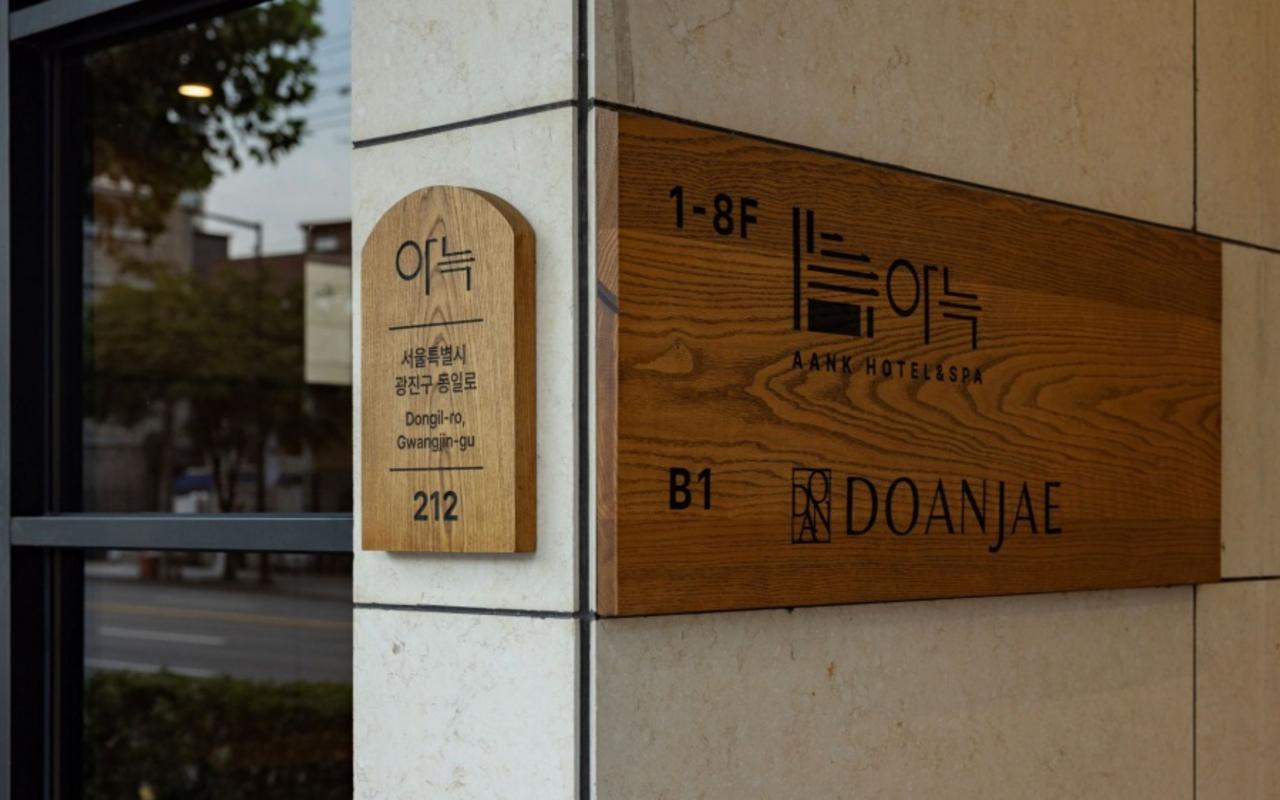 아늑
서울특별시
광진구 동일로
Dongil-ro,
Gwangjin-gu
212
1-8F
아늑
AANK HOTEL&SPA
B1
DOAN
DOANJAE